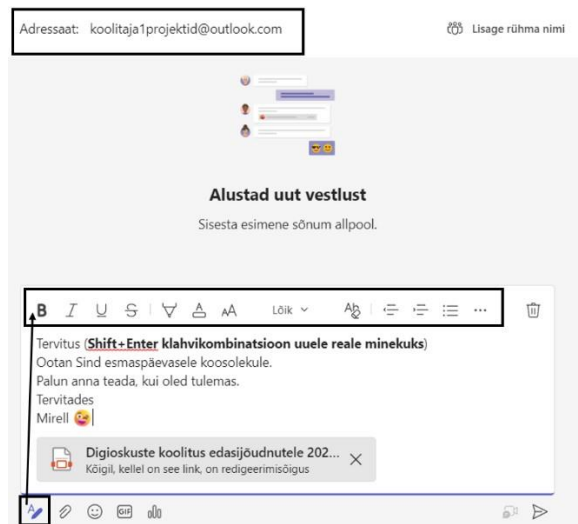 Adressaat: koolitaja1projektid@outlook.com
Lisage rühma nimi
Alustad uut vestlust
Sisesta esimene sõnum allpool.
B I U S A AA Lõik Ab ...
Tervitus (Shift+Enter klahvikombinatsioon uuele reale minekuks)
Ootan Sind esmaspäevasele koosolekule.
Palun anna teada, kui oled tulemas.
Tervitades
Mirell 😜
Digioskuste koolitus edasijõudnutele 202...
Kõigil, kellel on see link, on redigeerimisõigus
GIF